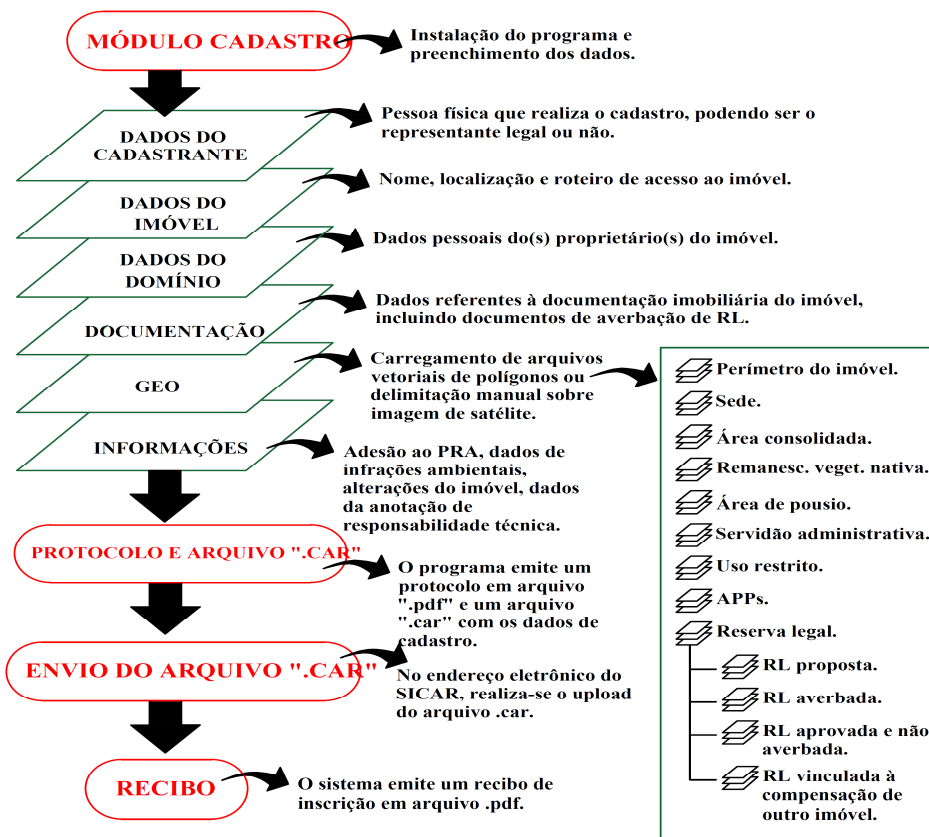 MÓDULO CADASTRO
Instalação do programa e
preenchimento dos dados.
DADOS DO
CADASTRANTE
Pessoa física que realiza o cadastro, podendo ser o
representante legal ou não.
DADOS DO
IMÓVEL
Nome, localização e roteiro de acesso ao imóvel.
DADOS DO
DOMÍNIO
Dados pessoais do(s) proprietário(s) do imóvel.
DOCUMENTAÇÃO
Dados referentes à documentação imobiliária do imóvel,
incluindo documentos de averbação de RL.
GEO
Carregamento de arquivos
vetoriais de polígonos ou
delimitação manual sobre
imagem de satélite.
INFORMAÇÕES
Adesão ao PRA, dados de
infrações ambientais,
alterações do imóvel, dados
da anotação de
responsabilidade técnica.
PROTOCOLO E ARQUIVO ".CAR"
O programa emite um
protocolo em arquivo
".pdf" e um arquivo
".car" com os dados de
cadastro.
ENVIO DO ARQUIVO ".CAR"
No endereço eletrônico do
SICAR, realiza-se o upload
do arquivo .car.
RECIBO
O sistema emite um recibo de
inscrição em arquivo .pdf.
Perímetro do imóvel.
Sede.
Área consolidada.
Remanesc. veget. nativa.
Área de pousio.
Servidão administrativa.
Uso restrito.
APPs.
Reserva legal.
RL proposta.
RL averbada.
RL aprovada e não
averbada.
RL vinculada à
compensação de
outro imóvel.